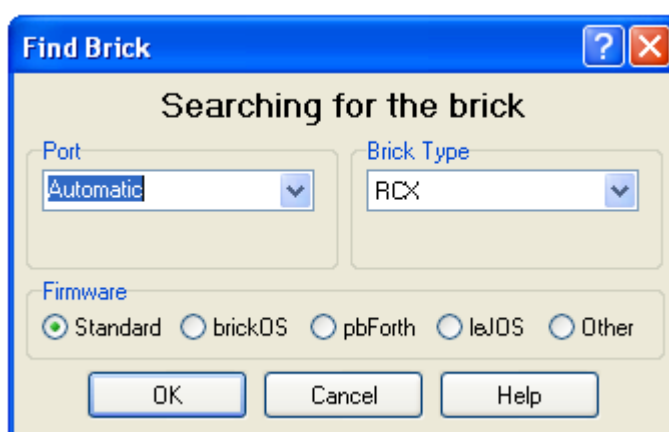 Find Brick
Searching for the brick
Port Brick Type
Automatic RCX
Firmware
Standard brickOS pbForth leJOS Other
OK Cancel Help